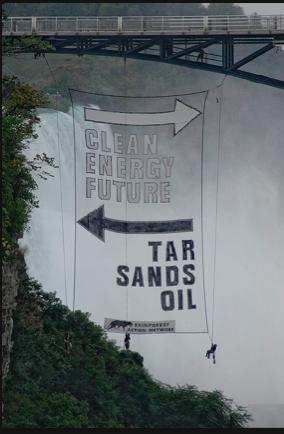 CLEAN
ENERGY
FUTURE
TAR
SANDS
OIL
RAINFOREST
ACTION NETWORK